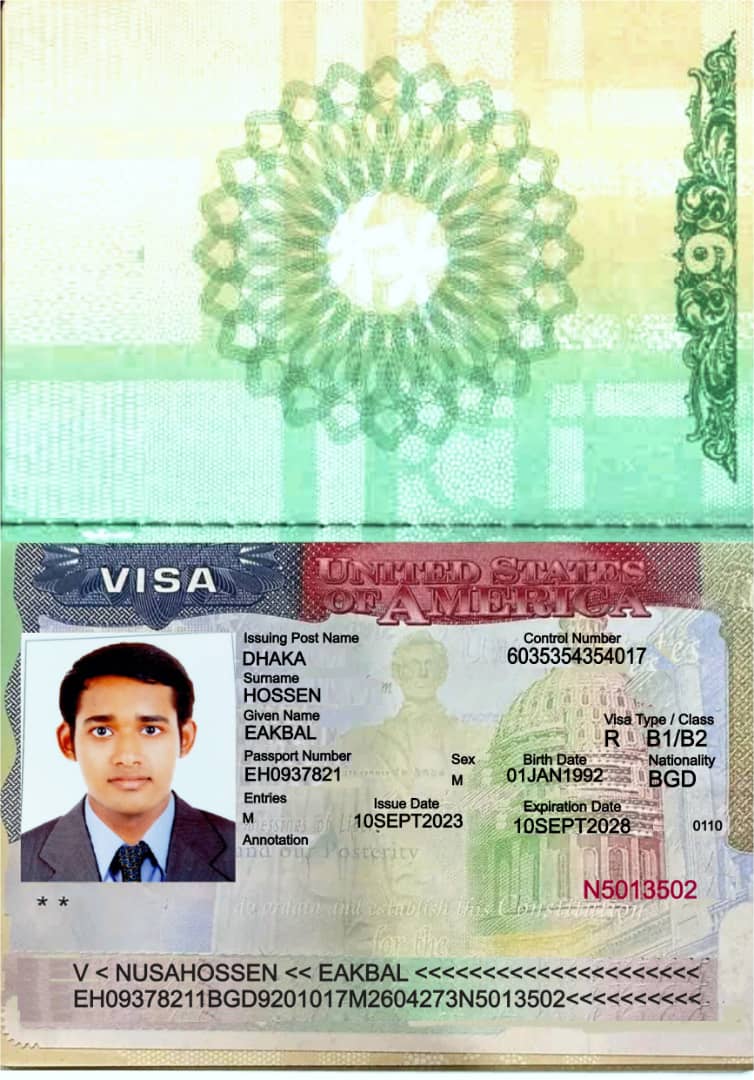 6
VISA
UNITED STATES
OF AMERICA
Issuing Post Name
DHAKA
Control Number
6035354354017
Surname
HOSSEN
Given Name
EAKBAL
Visa Type / Class
R B1/B2
Passport Number
EH0937821
Sex
M
Birth Date
01JAN1992
Nationality
BGD
Entries
M
Issue Date
10SEPT2023
Expiration Date
10SEPT2028
0110
Annotation
and our Posterity
N5013502
* *
do ordain and establish this Constitution
for the
V < NUSAHOSSEN << EAKBAL <<<<<<<<<<<<<<<<<<<<<
EH09378211BGD9201017M2604273N5013502<<<<<<<<<<